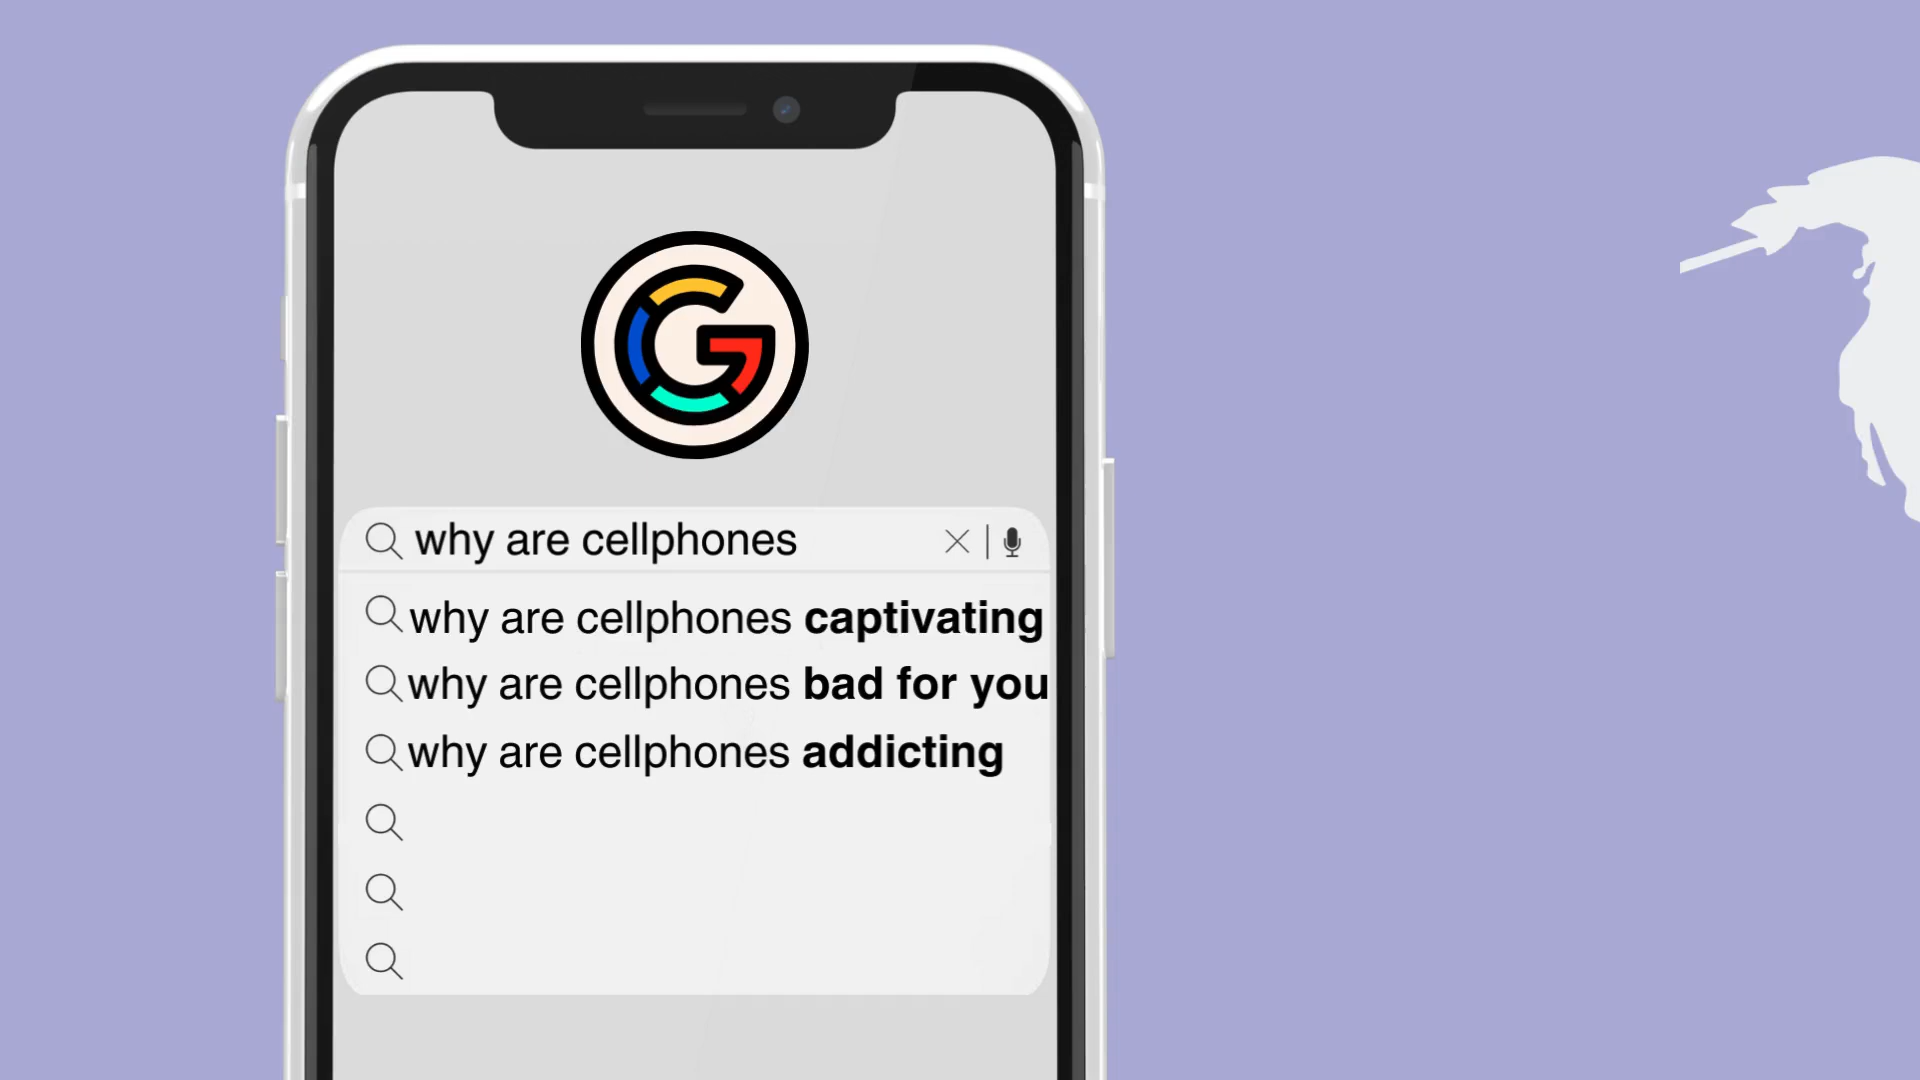 G
why are cellphones
why are cellphones captivating
why are cellphones bad for you
why are cellphones addicting